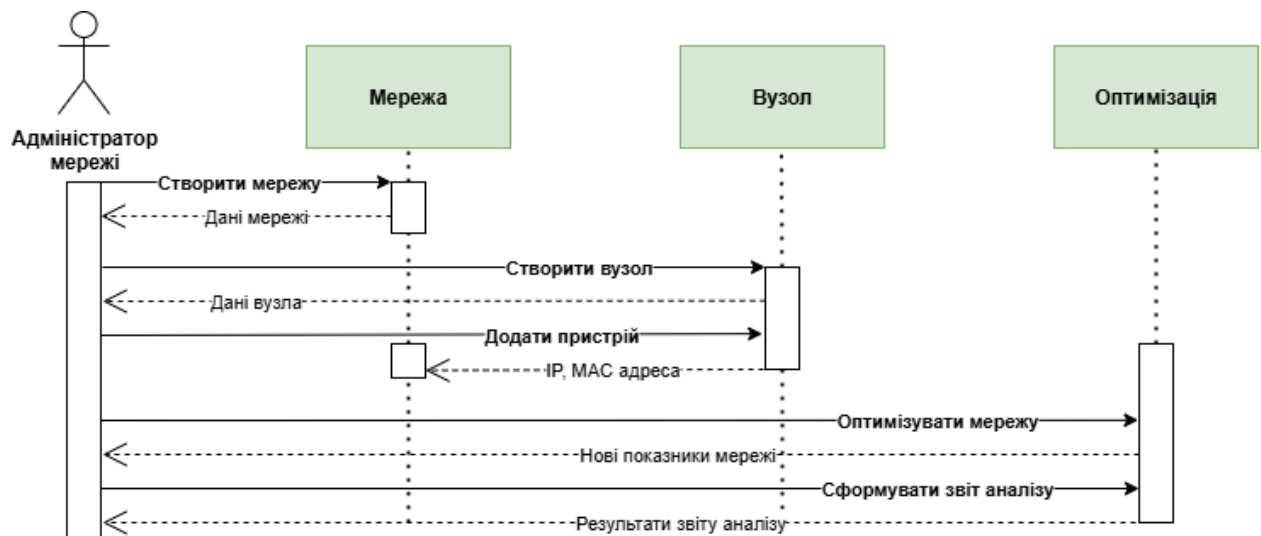 Мережа
Вузол
Оптимізація
Адміністратор
мережі
Створити мережу
Дані мережі
Створити вузол
Дані вузла
Додати пристрій
IP, MAC адреса
Оптимізувати мережу
Нові показники мережі
Сформувати звіт аналізу
Результати звіту аналізу